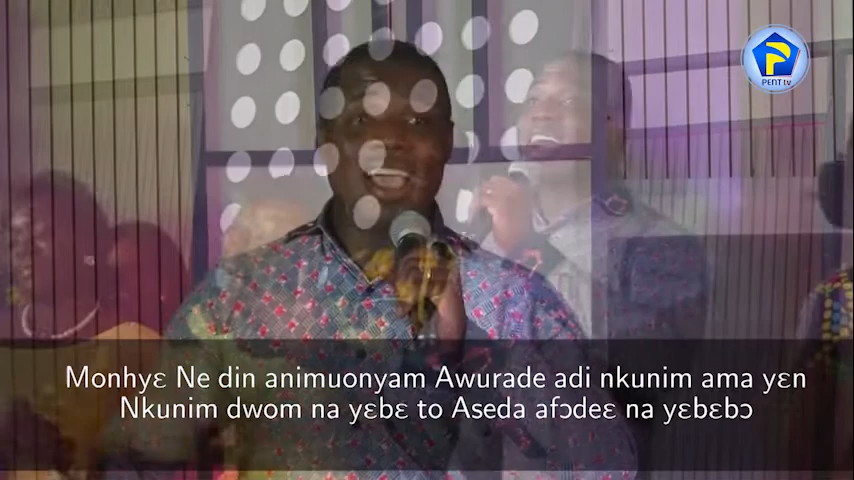 P
PENT tv
Monhyɛ Ne din animuonyam Awurade adi nkunim ama yɛn
Nkunim dwom na yɛbɛ to Aseda afɔdeɛ na yɛbɛbɔ